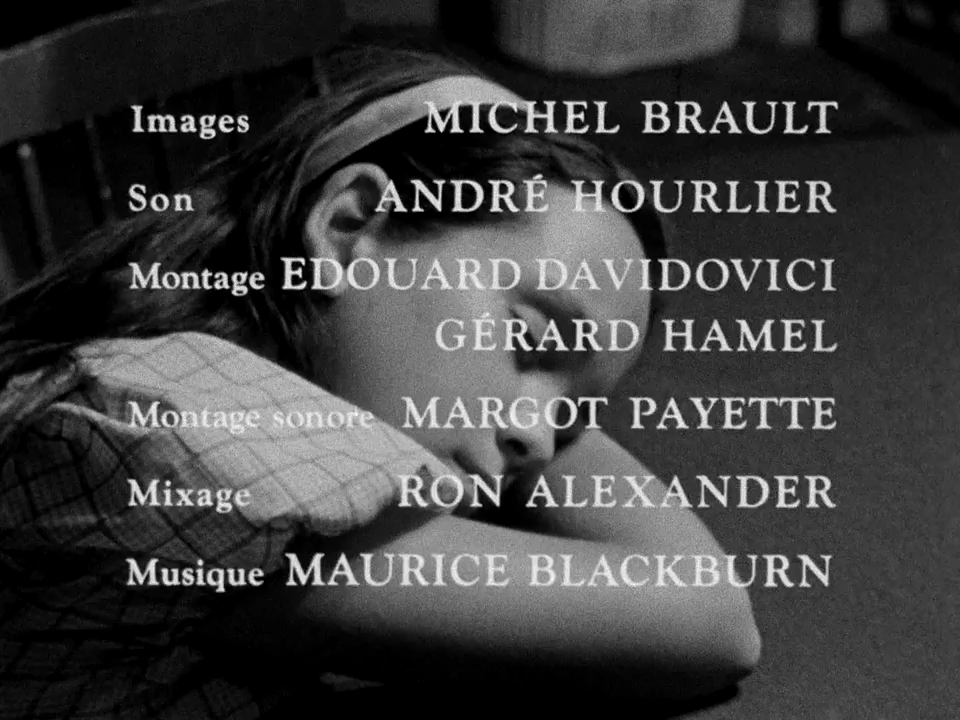 Images MICHEL BRAULT
Son ANDRÉ HOURLIER
Montage EDOUARD DAVIDOVICI
GÉRARD HAMEL
Montage sonore MARGOT PAYETTE
Mixage RON ALEXANDER
Musique MAURICE BLACKBURN